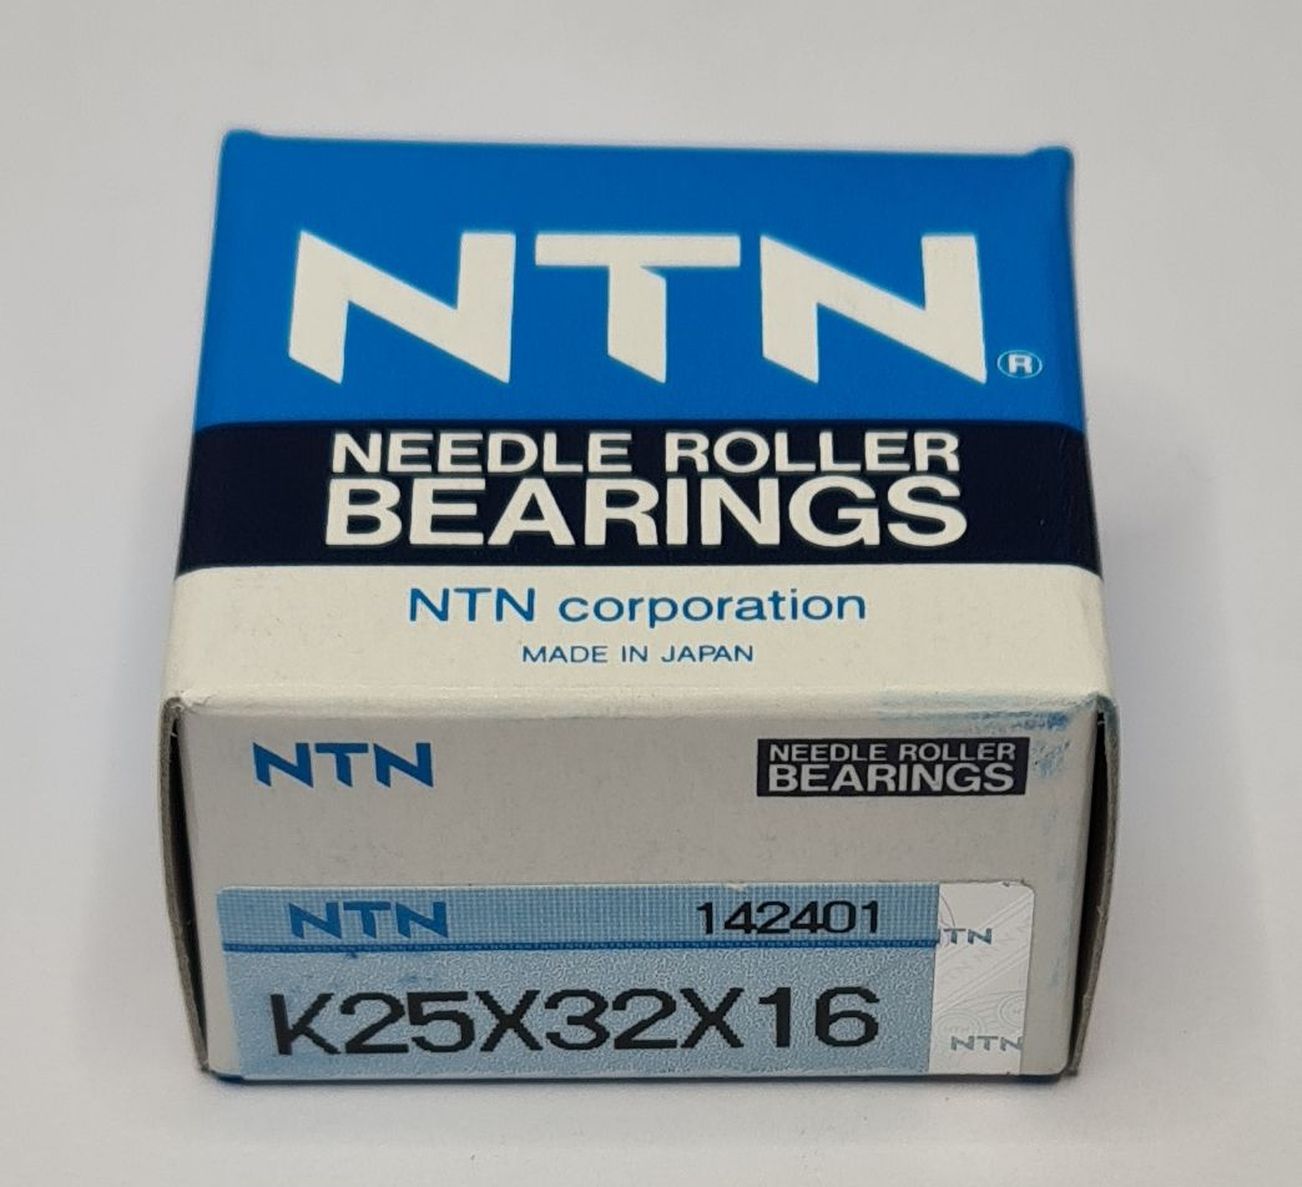 NTN®
NEEDLE ROLLER
BEARINGS
NTN corporation
MADE IN JAPAN
NTN
NEEDLE ROLLER
BEARINGS
NTN 142401
NTN
K25X32X16
NTN